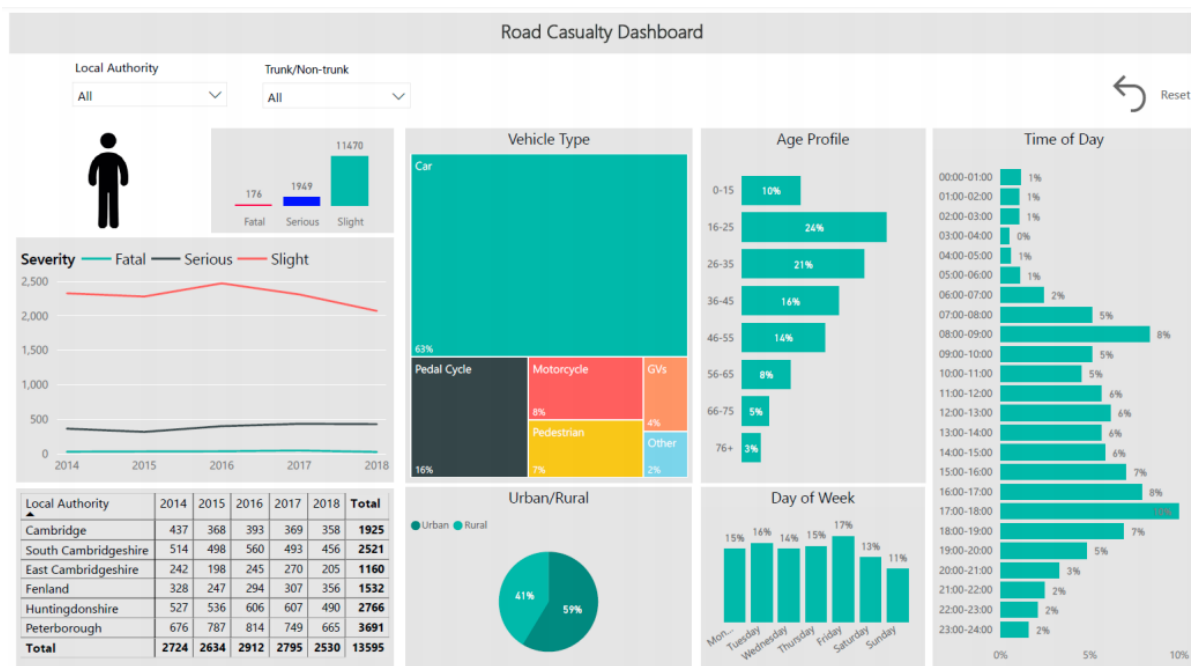 Road Casualty Dashboard
Local Authority
All
Trunk/Non-trunk
All
Reset
11470
1949
176
Fatal Serious Slight
Severity Fatal Serious Slight
2,500
2,000
1,500
1,000
500
0
2014 2015 2016 2017 2018
Local Authority 2014 2015 2016 2017 2018 Total
Cambridge 437 368 393 369 358 1925
South Cambridgeshire 514 498 560 493 456 2521
East Cambridgeshire 242 198 245 270 205 1160
Fenland 328 247 294 307 356 1532
Huntingdonshire 527 536 606 607 490 2766
Peterborough 676 787 814 749 665 3691
Total 2724 2634 2912 2795 2530 13595
Vehicle Type
Car
63%
Pedal Cycle
16%
Motorcycle
8%
Pedestrian
7%
GVs
4%
Other
2%
Urban/Rural
Urban Rural
41%
59%
Age Profile
0-15 10%
16-25 24%
26-35 21%
36-45 16%
46-55 14%
56-65 8%
66-75 5%
76+ 3%
Day of Week
15% 16% 14% 15% 17% 13% 11%
Mon... Tuesday Wednesday Thursday Friday Saturday Sunday
Time of Day
00:00-01:00 1%
01:00-02:00 1%
02:00-03:00 1%
03:00-04:00 0%
04:00-05:00 1%
05:00-06:00 1%
06:00-07:00 2%
07:00-08:00 5%
08:00-09:00 8%
09:00-10:00 5%
10:00-11:00 5%
11:00-12:00 6%
12:00-13:00 6%
13:00-14:00 6%
14:00-15:00 6%
15:00-16:00 7%
16:00-17:00 8%
17:00-18:00
18:00-19:00 7%
19:00-20:00 5%
20:00-21:00 3%
21:00-22:00 2%
22:00-23:00 2%
23:00-24:00 2%
0% 5% 10%